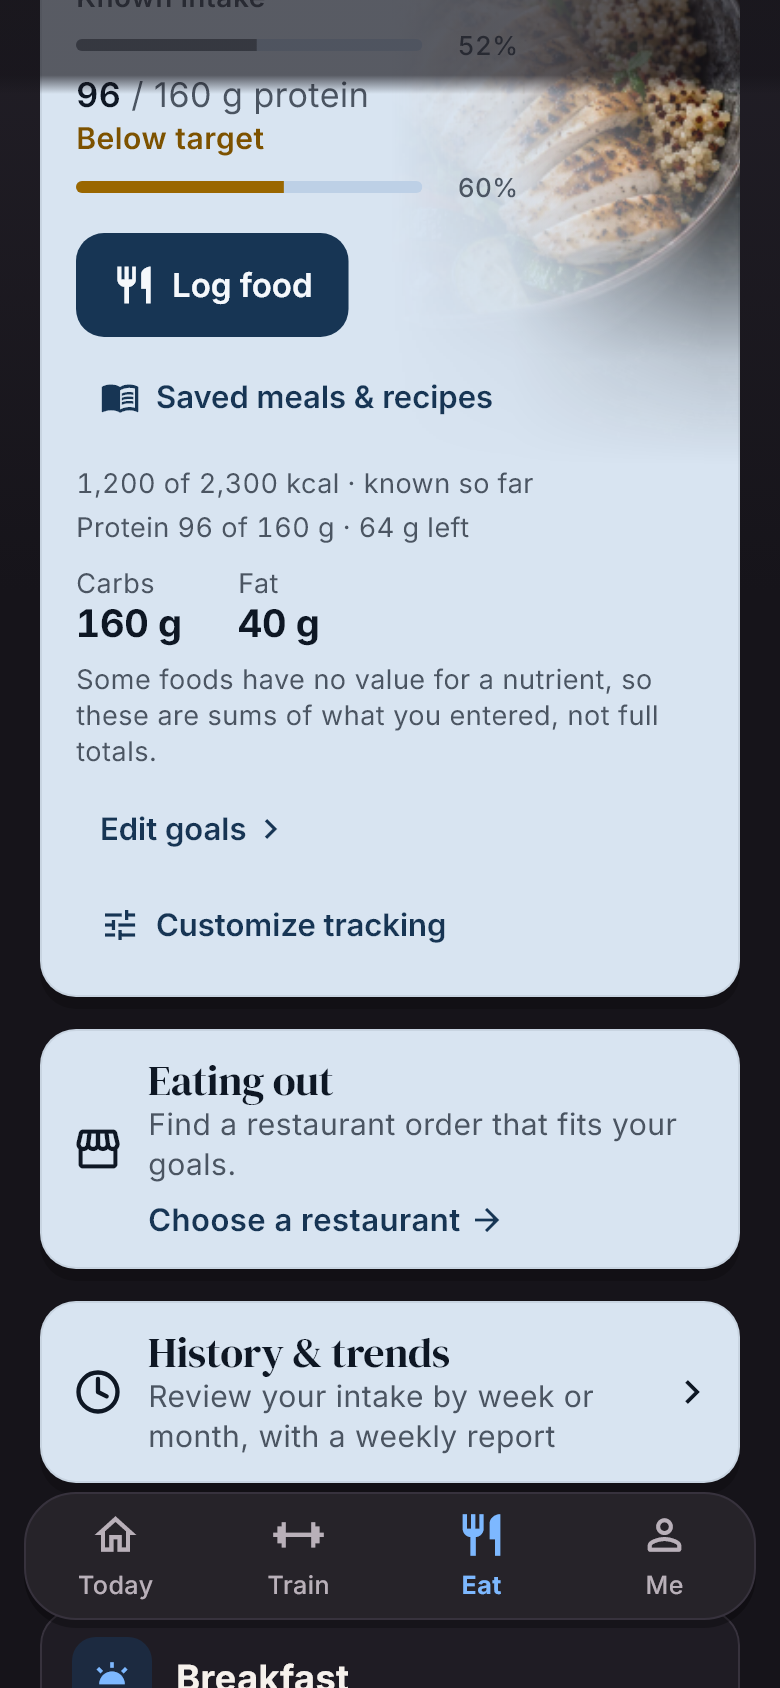 Known intake
52%
96 / 160 g protein
Below target
60%
Log food
Saved meals & recipes
1,200 of 2,300 kcal · known so far
Protein 96 of 160 g · 64 g left
Carbs
Fat
160 g
40 g
Some foods have no value for a nutrient, so
these are sums of what you entered, not full
totals.
Edit goals
Customize tracking
Eating out
Find a restaurant order that fits your
goals.
Choose a restaurant
History & trends
Review your intake by week or
month, with a weekly report
Today
Train
Eat
Me
Breakfast